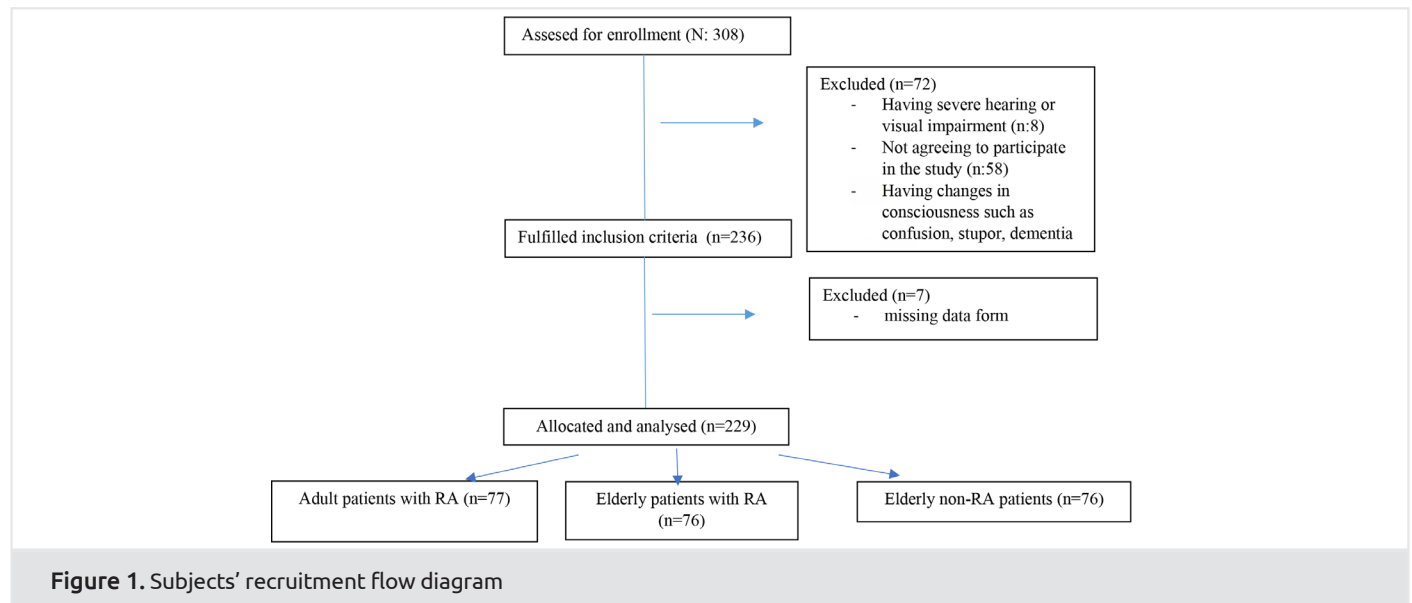 Assesed for enrollment (N: 308)
Excluded (n=72)
- Having severe hearing or
visual impairment (n:8)
- Not agreeing to participate
in the study (n:58)
- Having changes in
consciousness such as
confusion, stupor, dementia
Fulfilled inclusion criteria (n=236)
Excluded (n=7)
- missing data form
Allocated and analysed (n=229)
Adult patients with RA (n=77)
Elderly patients with RA
(n=76)
Elderly non-RA patients (n=76)
Figure 1. Subjects’ recruitment flow diagram